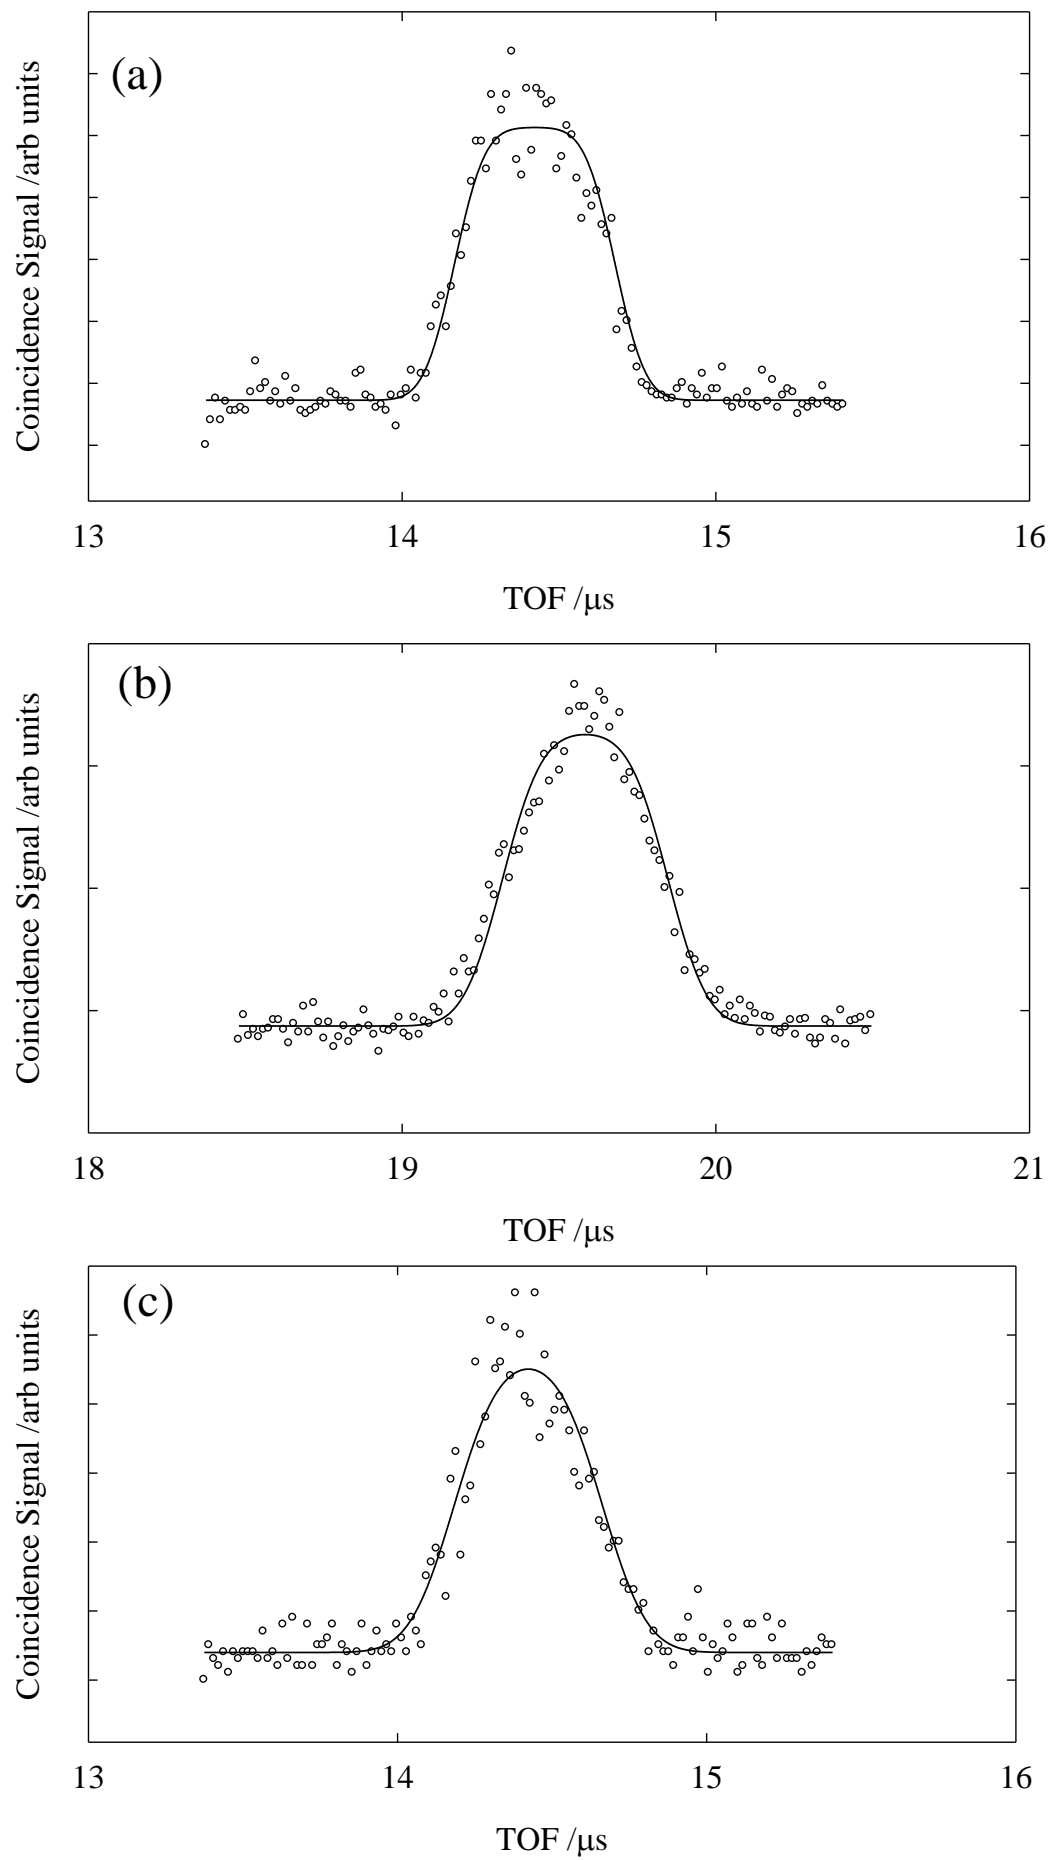 (a)
Coincidence Signal /arb units
13 14 15 16
TOF /μs
(b)
Coincidence Signal /arb units
18 19 20 21
TOF /μs
(c)
Coincidence Signal /arb units
13 14 15 16
TOF /μs